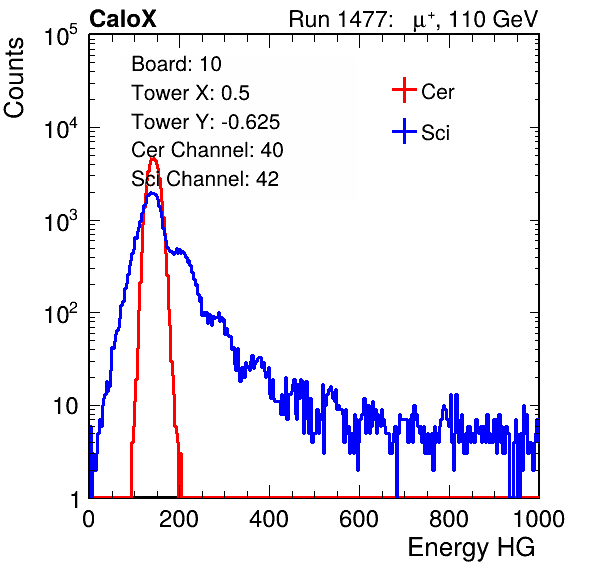 CaloX Run 1477: μ⁺, 110 GeV
Counts
10⁵
10⁴
10³
10²
10
1
Board: 10
Tower X: 0.5
Tower Y: -0.625
Cer Channel: 40
Sci Channel: 42
Cer
Sci
0 200 400 600 800 1000
Energy HG